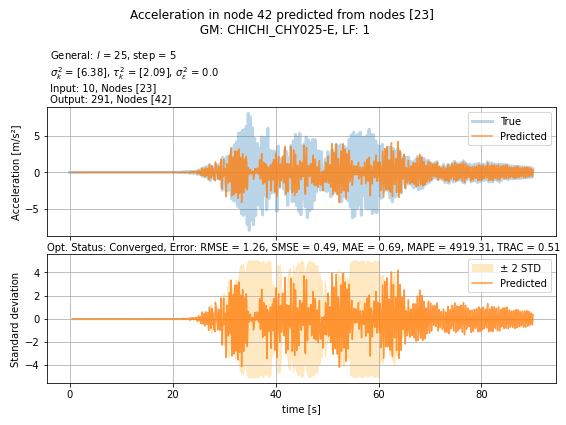 Acceleration in node 42 predicted from nodes [23]
GM: CHICHI_CHY025-E, LF: 1
General: l = 25, step = 5
σ²ₖ = [6.38], τ²ₖ = [2.09], σ²ε = 0.0
Input: 10, Nodes [23]
Output: 291, Nodes [42]
Acceleration [m/s²]
5
0
−5
True
Predicted
Opt. Status: Converged, Error: RMSE = 1.26, SMSE = 0.49, MAE = 0.69, MAPE = 4919.31, TRAC = 0.51
Standard deviation
4
2
0
−2
−4
± 2 STD
Predicted
0 20 40 60 80
time [s]